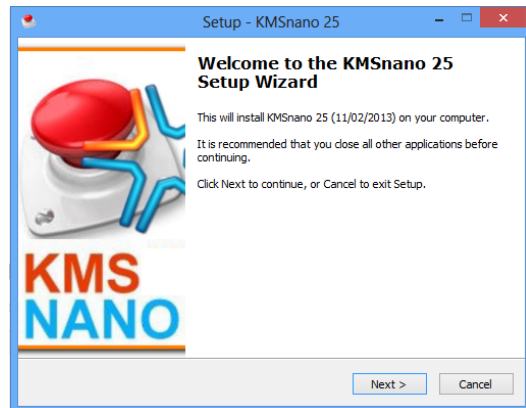 Setup - KMSnano 25
Welcome to the KMSnano 25
Setup Wizard
This will install KMSnano 25 (11/02/2013) on your computer.
It is recommended that you close all other applications before
continuing.
Click Next to continue, or Cancel to exit Setup.
KMS
NANO
Next >
Cancel